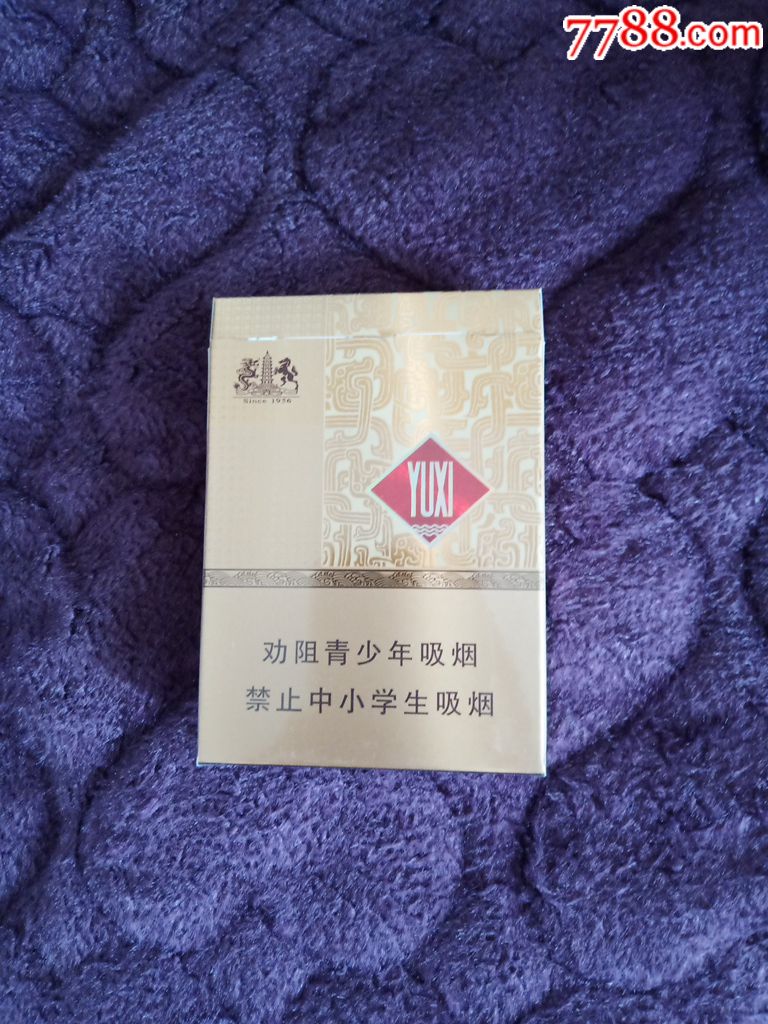 7788.com
Since 1956
YUXI
劝阻青少年吸烟
禁止中小学生吸烟